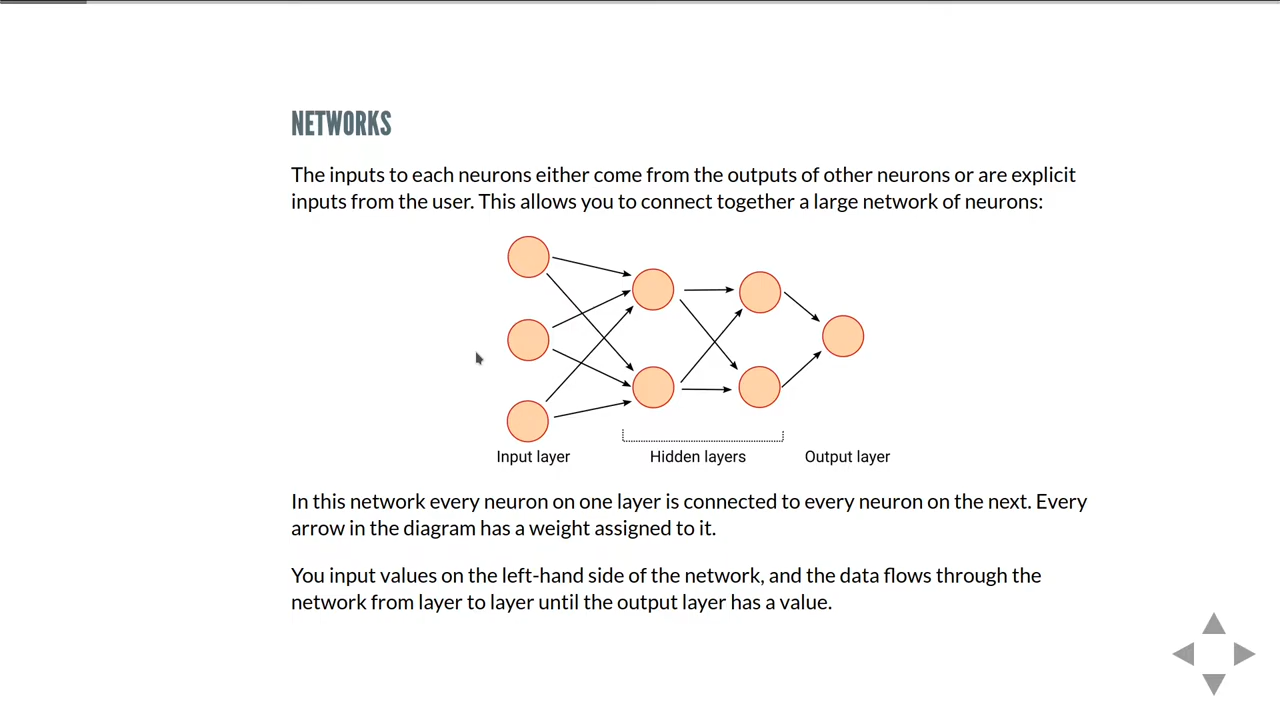 NETWORKS
The inputs to each neurons either come from the outputs of other neurons or are explicit
inputs from the user. This allows you to connect together a large network of neurons:
Input layer
Hidden layers
Output layer
In this network every neuron on one layer is connected to every neuron on the next. Every
arrow in the diagram has a weight assigned to it.
You input values on the left-hand side of the network, and the data flows through the
network from layer to layer until the output layer has a value.